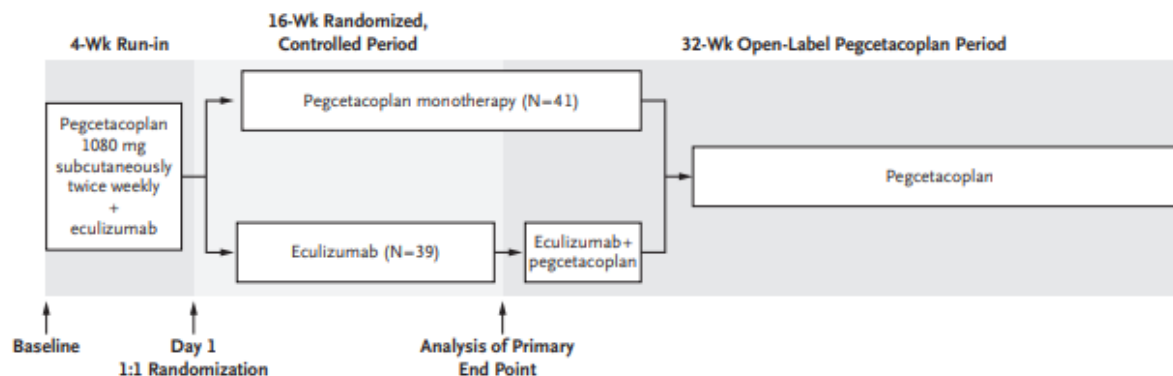 4-Wk Run-in
16-Wk Randomized,
Controlled Period
32-Wk Open-Label Pegcetacoplan Period
Pegcetacoplan
1080 mg
subcutaneously
twice weekly
+
eculizumab
Pegcetacoplan monotherapy (N=41)
Eculizumab (N=39)
Eculizumab+
pegcetacoplan
Pegcetacoplan
Baseline
Day 1
1:1 Randomization
Analysis of Primary
End Point